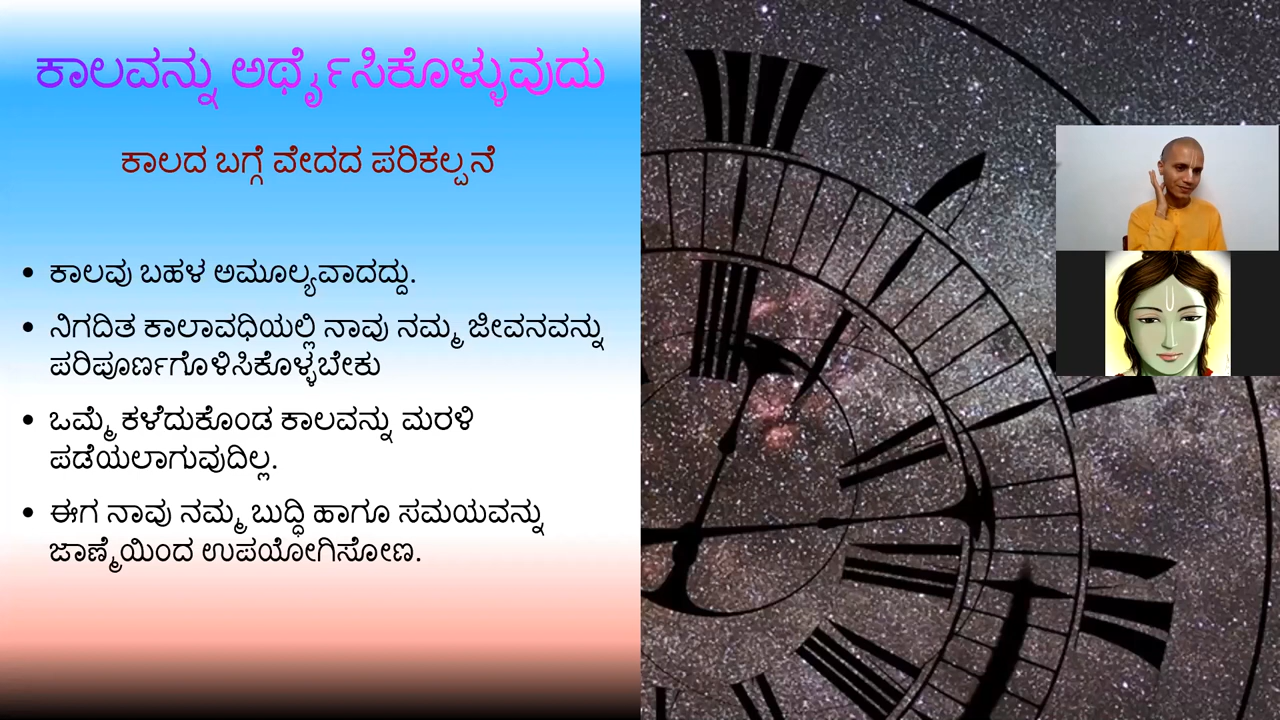 ಕಾಲವನ್ನು ಅರ್ಥೈಸಿಕೊಳ್ಳುವುದು
ಕಾಲದ ಬಗ್ಗೆ ವೇದದ ಪರಿಕಲ್ಪನೆ
• ಕಾಲವು ಬಹಳ ಅಮೂಲ್ಯವಾದದ್ದು.
• ನಿಗದಿತ ಕಾಲಾವಧಿಯಲ್ಲಿ ನಾವು ನಮ್ಮ ಜೀವನವನ್ನು
ಪರಿಪೂರ್ಣಗೊಳಿಸಿಕೊಳ್ಳಬೇಕು
• ಒಮ್ಮೆ ಕಳೆದುಕೊಂಡ ಕಾಲವನ್ನು ಮರಳಿ
ಪಡೆಯಲಾಗುವುದಿಲ್ಲ.
• ಈಗ ನಾವು ನಮ್ಮ ಬುದ್ಧಿ ಹಾಗೂ ಸಮಯವನ್ನು
ಜಾಣ್ಮೆಯಿಂದ ಉಪಯೋಗಿಸೋಣ.